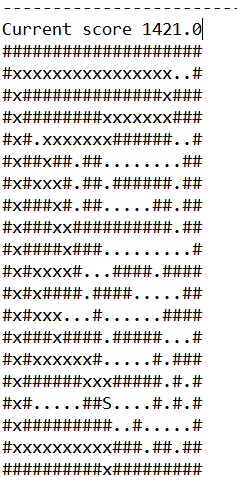 ------------------------
Current score 1421.0
####################
#xxxxxxxxxxxxxxxx..#
#x##############x###
#x########xxxxxxx###
#x#.xxxxxxx######..#
#x##x##.##........##
#x#xxx#.##.######.##
#x###x#.##.....##.##
#x###xx##########.##
#x####x###.........#
#x#xxxx#...####.####
#x#x####.####.....##
#x#xxx...#......####
#x###x####.#####...#
#x#xxxxxx#.....#.###
#x######xxx#####.#.#
#x#.....##S....#.#.#
#x#########..#.....#
#xxxxxxxxxx###.##.##
##########x#########